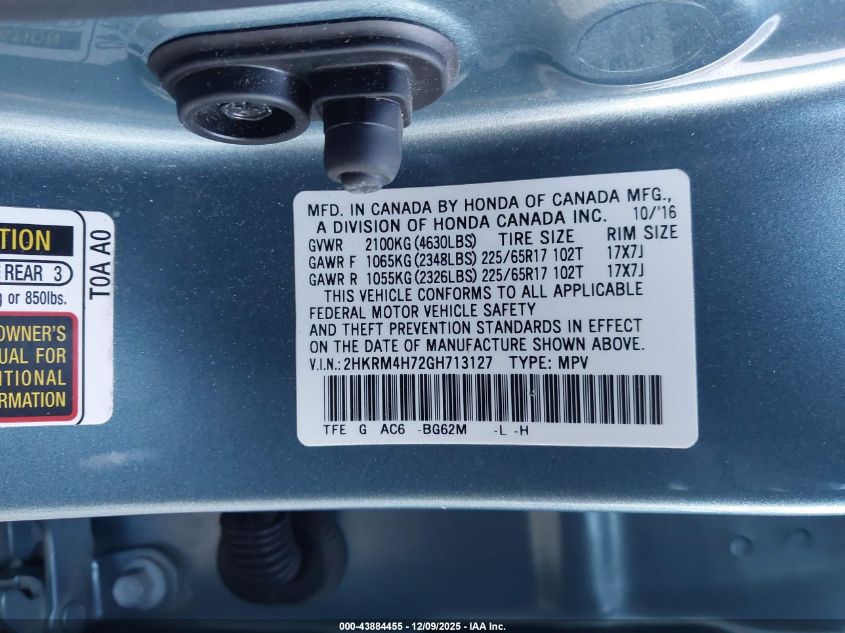 MFD. IN CANADA BY HONDA OF CANADA MFG.,
A DIVISION OF HONDA CANADA INC. 10/'16
GVWR 2100KG (4630LBS) TIRE SIZE RIM SIZE
GAWR F 1065KG (2348LBS) 225/65R17 102T 17X7J
GAWR R 1055KG (2326LBS) 225/65R17 102T 17X7J
THIS VEHICLE CONFORMS TO ALL APPLICABLE
FEDERAL MOTOR VEHICLE SAFETY
AND THEFT PREVENTION STANDARDS IN EFFECT
ON THE DATE OF MANUFACTURE SHOWN ABOVE.
V.I.N.: 2HKRM4H72GH713127 TYPE: MPV
TFE G AC6 -BG62M -L -H
TION
REAR 3
or 850lbs.
OWNER'S
UAL FOR
ITIONAL
RMATION
T0A A0
000-43884455 - 12/09/2025 - IAA Inc.